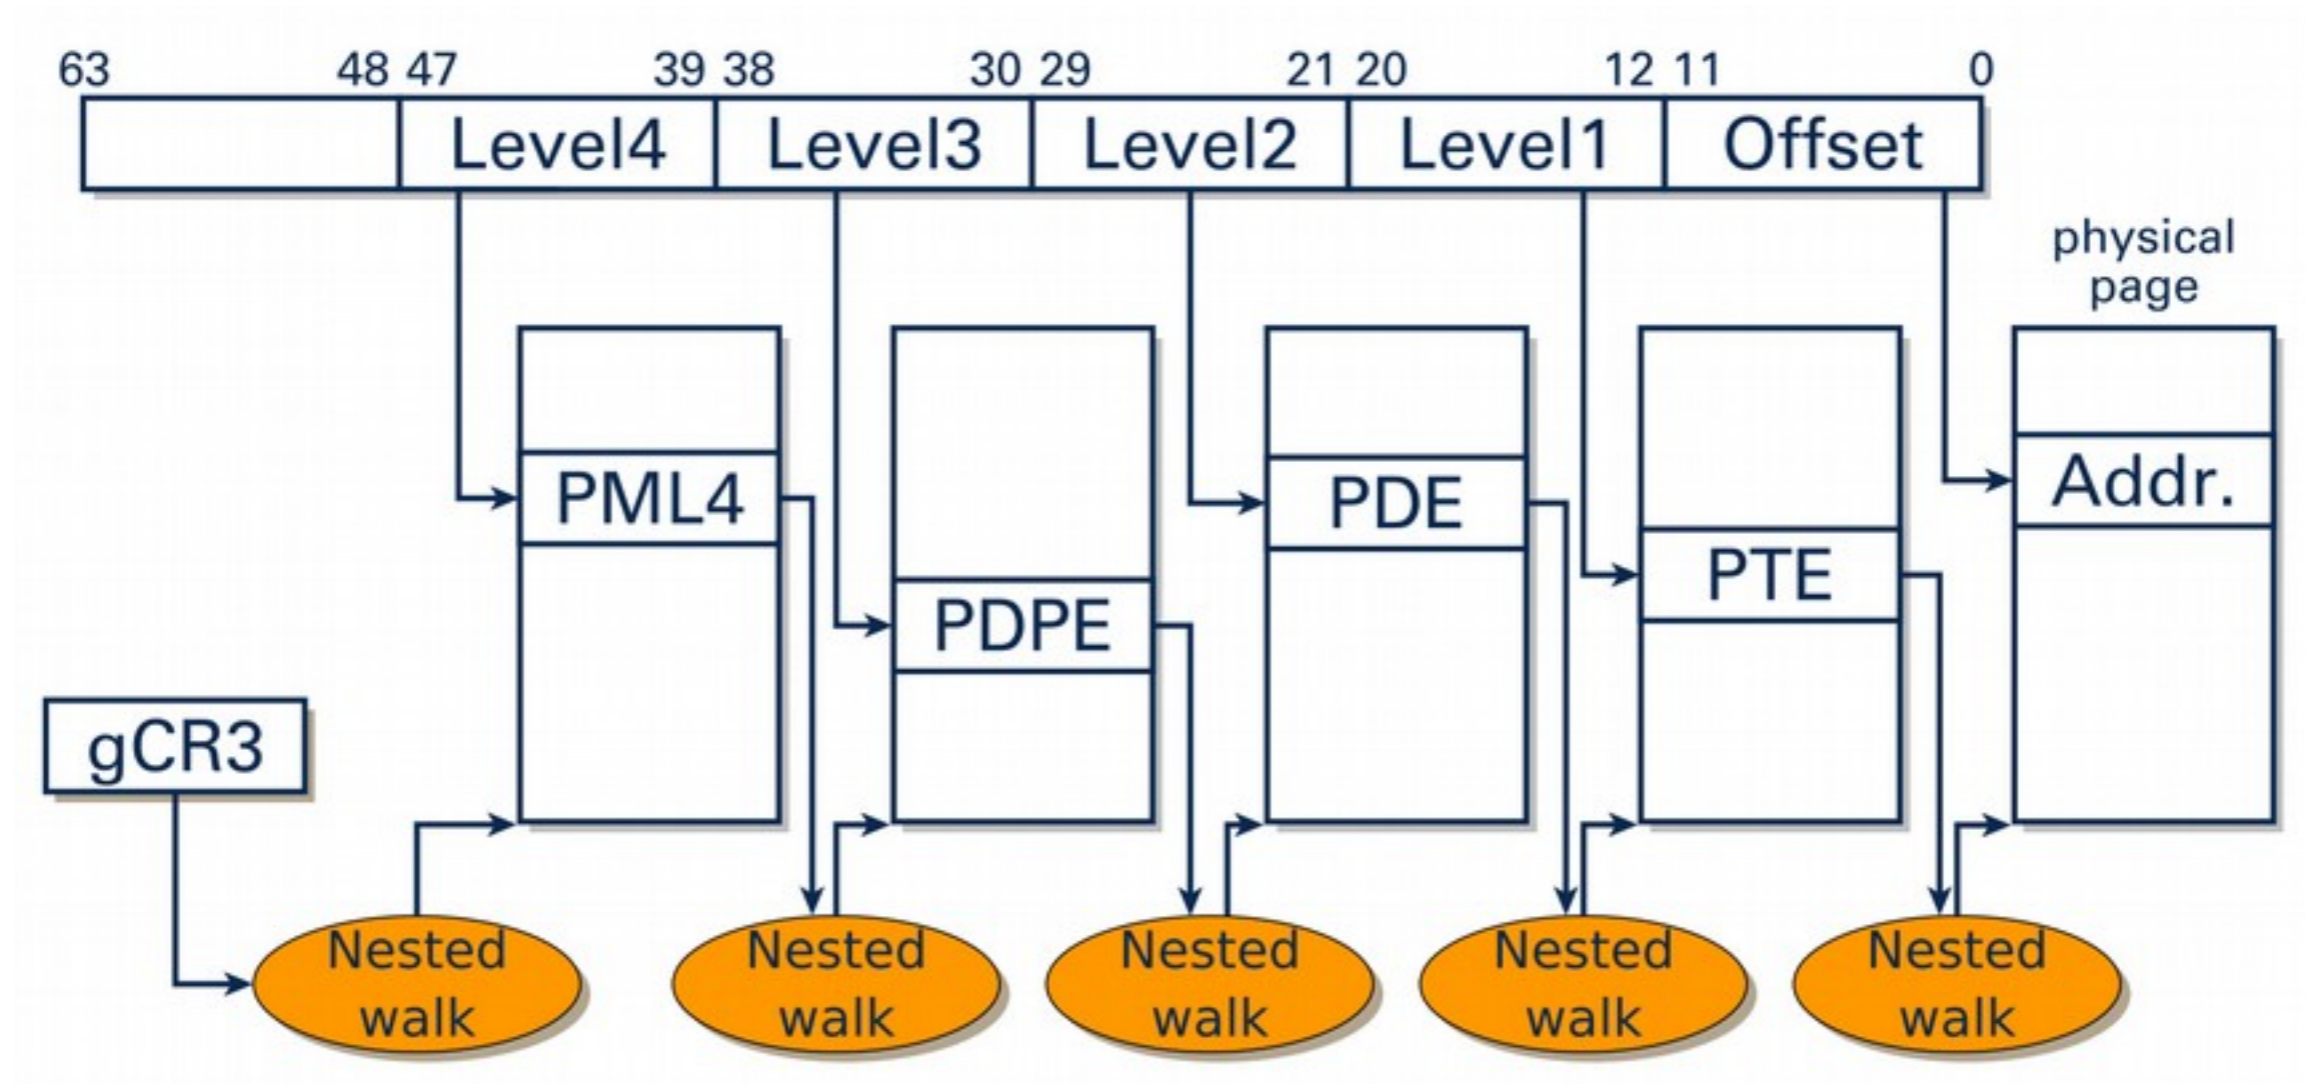 63 48 47 39 38 30 29 21 20 12 11 0
Level4 Level3 Level2 Level1 Offset
physical
page
PML4 PDE Addr.
PDPE PTE
gCR3
Nested
walk
Nested
walk
Nested
walk
Nested
walk
Nested
walk